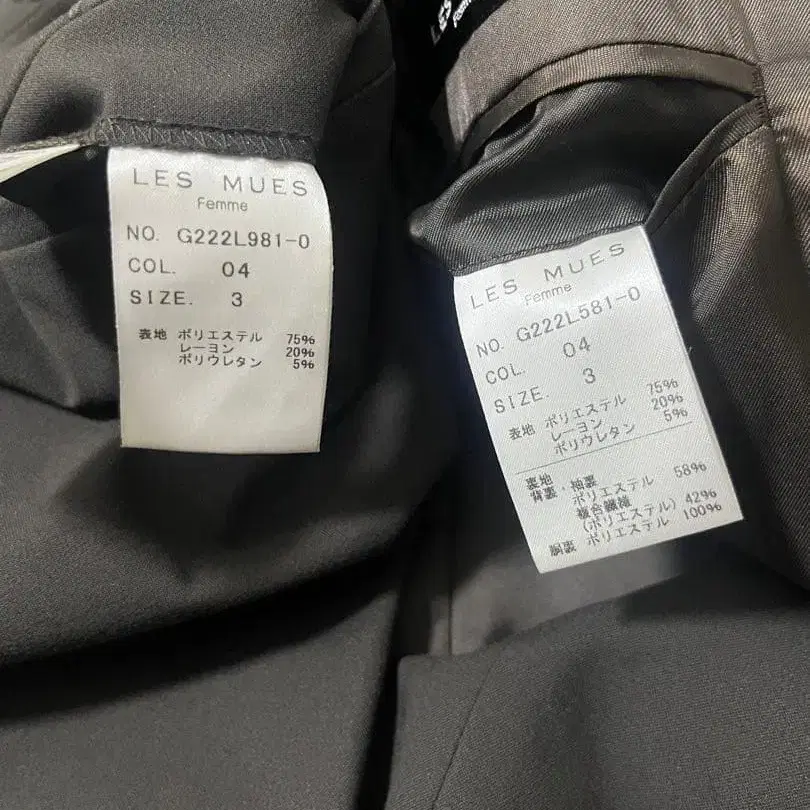 LES MUES
Femme
NO. G222L981-0
COL. 04
SIZE. 3
表地 ポリエステル 75%
レーヨン 20%
ポリウレタン 5%
LES
Fem
LES MUES
Femme
NO. G222L581-0
COL. 04
SIZE. 3
表地 ポリエステル 75%
レーヨン 20%
ポリウレタン 5%
裏地
背裏・袖裏
ポリエステル 58%
複合繊維
(ポリエステル) 42%
胴裏 ポリエステル 100%